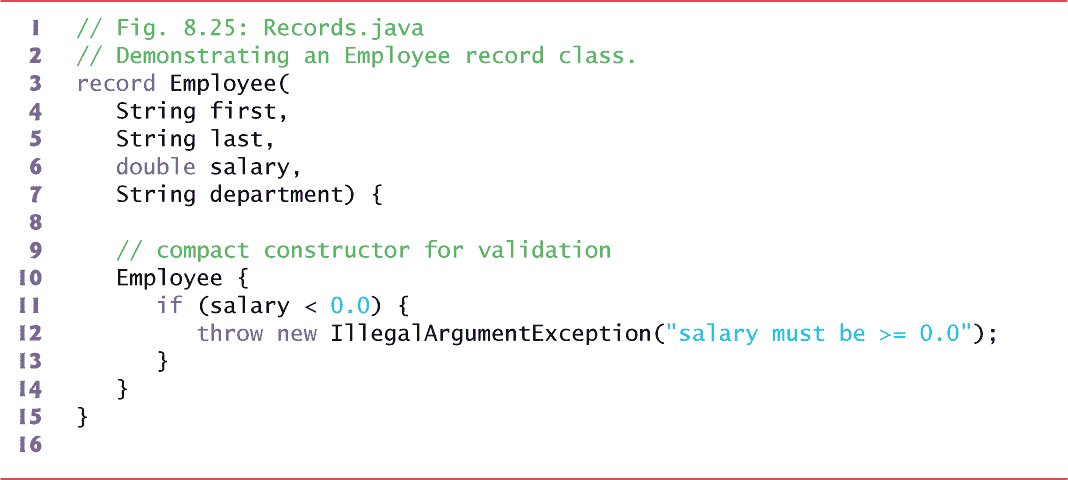 1 // Fig. 8.25: Records.java
2 // Demonstrating an Employee record class.
3 record Employee(
4    String first,
5    String last,
6    double salary,
7    String department) {
8
9    // compact constructor for validation
10    Employee {
11       if (salary < 0.0) {
12          throw new IllegalArgumentException("salary must be >= 0.0");
13       }
14    }
15 }
16